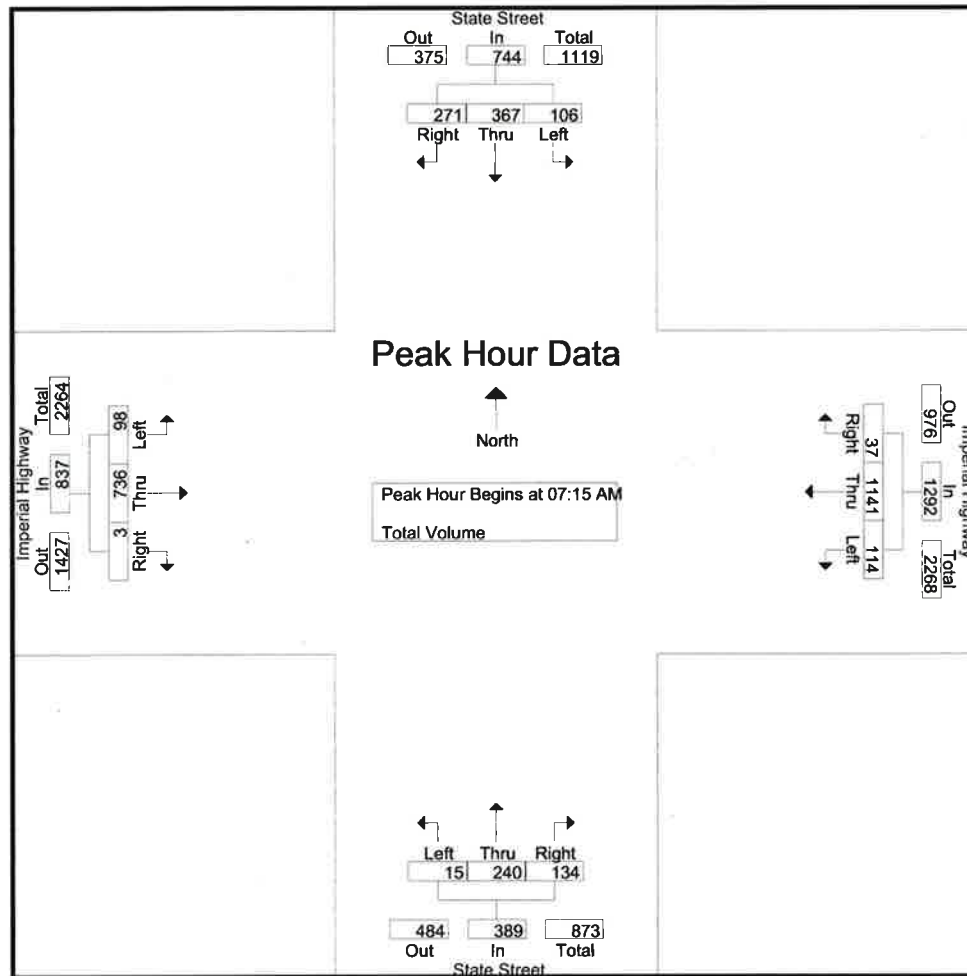 State Street
Out In Total
375 744 1119
271 367 106
Right Thru Left
Peak Hour Data
North
Peak Hour Begins at 07:15 AM
Total Volume
Imperial Highway
Out In Total
1427 837 2264
3 736 98
Right Thru Left
Imperial Highway
Out In Total
976 1292 2268
37 1141 114
Right Thru Left
Left Thru Right
15 240 134
484 389 873
Out In Total
State Street